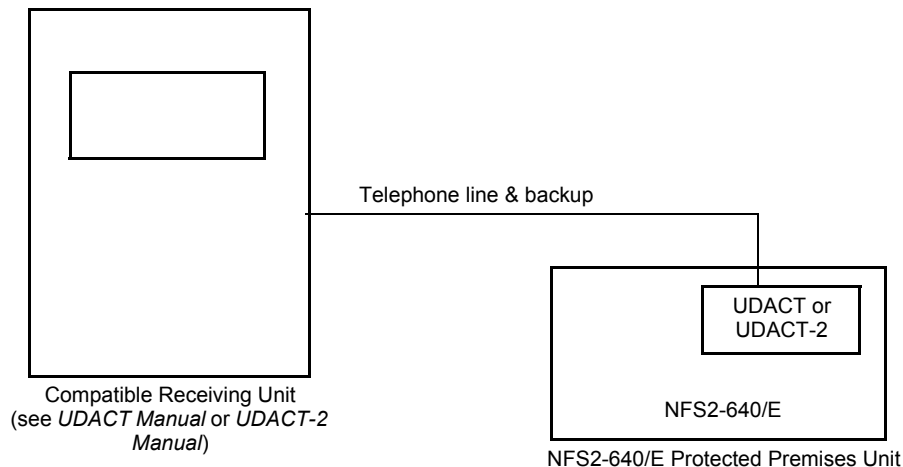 Telephone line & backup
UDACT or
UDACT-2
NFS2-640/E
Compatible Receiving Unit
(see UDACT Manual or UDACT-2
Manual)
NFS2-640/E Protected Premises Unit